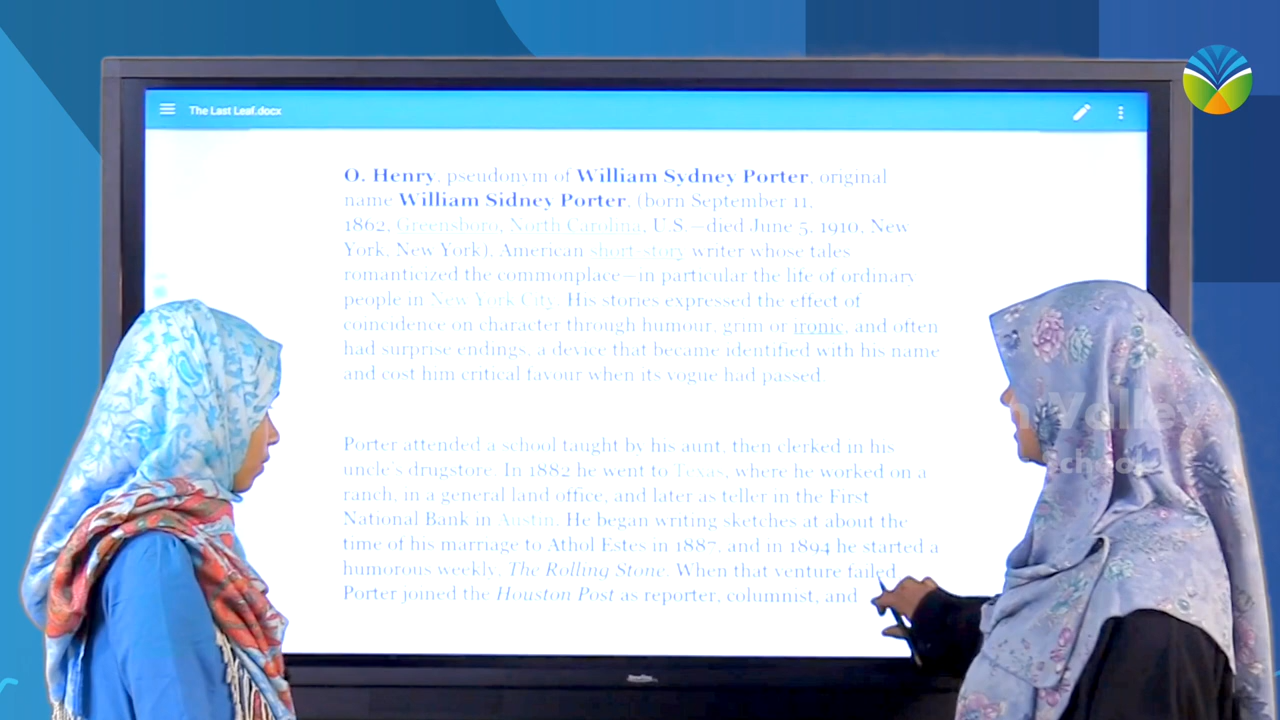 The Last Leaf.docx
O. Henry, pseudonym of William Sydney Porter, original
name William Sidney Porter, (born September 11,
1862, Greensboro, North Carolina, U.S.—died June 5, 1910, New
York, New York), American short-story writer whose tales
romanticized the commonplace—in particular the life of ordinary
people in New York City. His stories expressed the effect of
coincidence on character through humour, grim or ironic, and often
had surprise endings, a device that became identified with his name
and cost him critical favour when its vogue had passed.
Porter attended a school taught by his aunt, then clerked in his
uncle's drugstore. In 1882 he went to Texas, where he worked on a
ranch, in a general land office, and later as teller in the First
National Bank in Austin. He began writing sketches at about the
time of his marriage to Athol Estes in 1887, and in 1894 he started a
humorous weekly, The Rolling Stone. When that venture failed
Porter joined the Houston Post as reporter, columnist, and
Valley
School